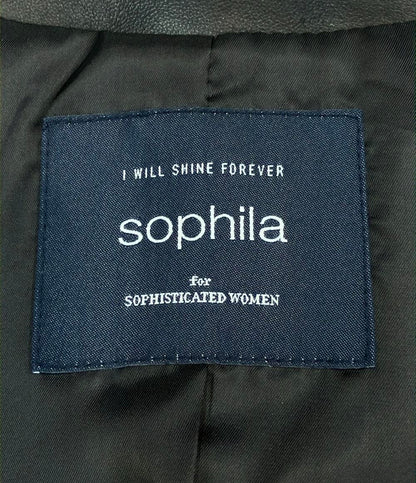 I WILL SHINE FOREVER
sophila
for
SOPHISTICATED WOMEN